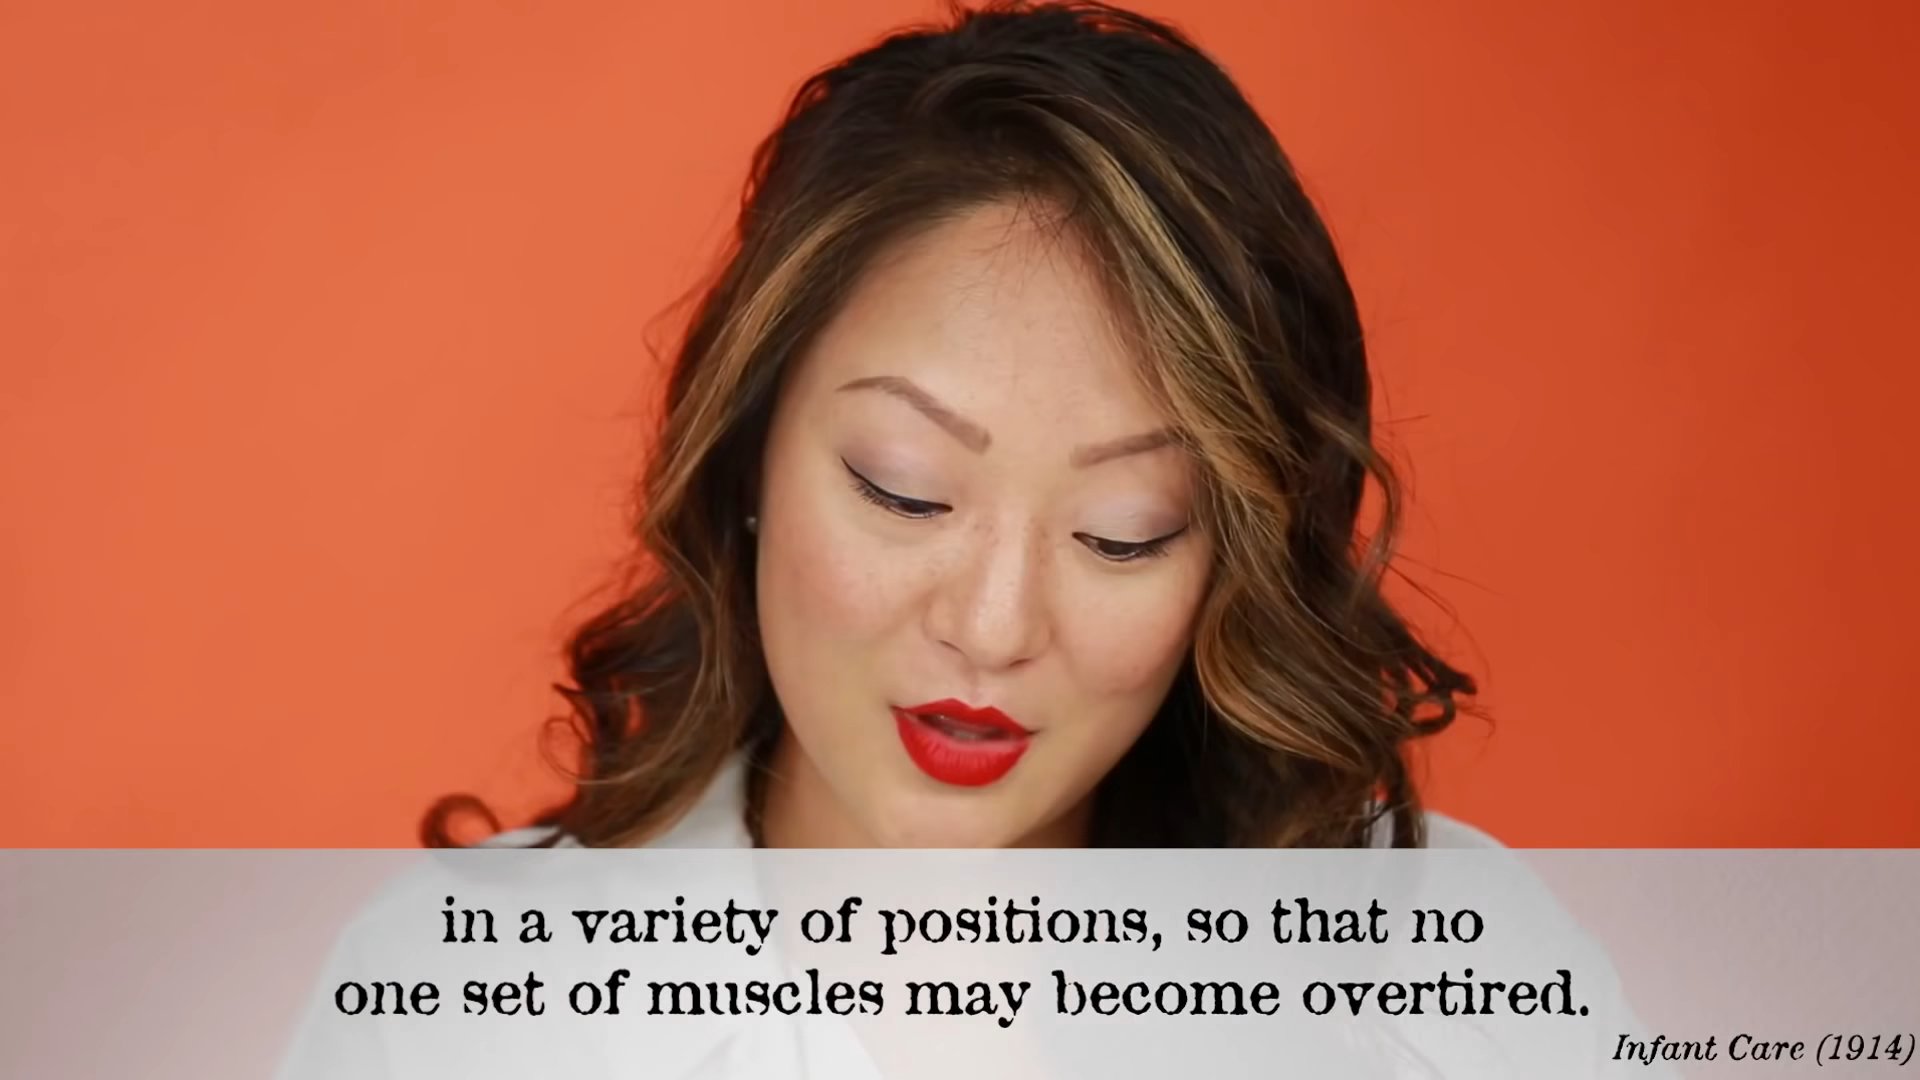 in a variety of positions, so that no
one set of muscles may become overtired.
Infant Care (1914)